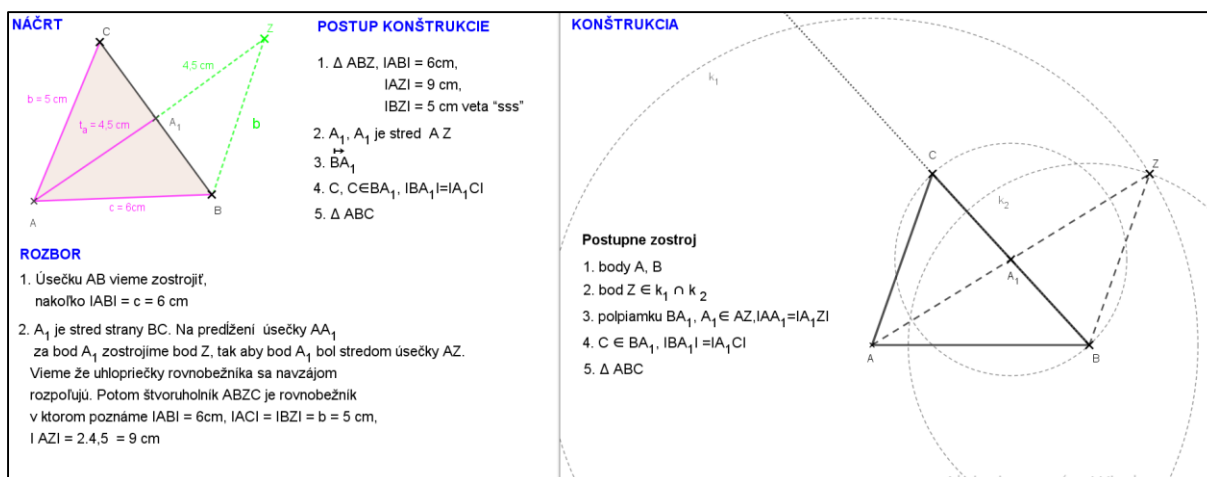 NÁČRT
C
Z
4,5 cm
b = 5 cm
t_a = 4,5 cm
A₁
b
A
c = 6cm
B
POSTUP KONŠTRUKCIE
1. Δ ABZ, IABI = 6cm,
IAZI = 9 cm,
IBZI = 5 cm veta "sss"
2. A₁, A₁ je stred A Z
3. ↦BA₁
4. C, C∈BA₁, IBA₁I=IA₁CI
5. Δ ABC
ROZBOR
1. Úsečku AB vieme zostrojiť,
nakoľko IABI = c = 6 cm
2. A₁ je stred strany BC. Na predĺžení úsečky AA₁
za bod A₁ zostrojíme bod Z, tak aby bod A₁ bol stredom úsečky AZ.
Vieme že uhlopriečky rovnobežníka sa navzájom
rozpoľujú. Potom štvoruholník ABZC je rovnobežník
v ktorom poznáme IABI = 6cm, IACI = IBZI = b = 5 cm,
I AZI = 2.4,5 = 9 cm
KONŠTRUKCIA
k₁
C
Z
k₂
A₁
A
B
Postupne zostroj
1. body A, B
2. bod Z ∈ k₁ ∩ k₂
3. polpiamku BA₁, A₁∈ AZ,IAA₁=IA₁ZI
4. C ∈ BA₁, IBA₁I =IA₁CI
5. Δ ABC